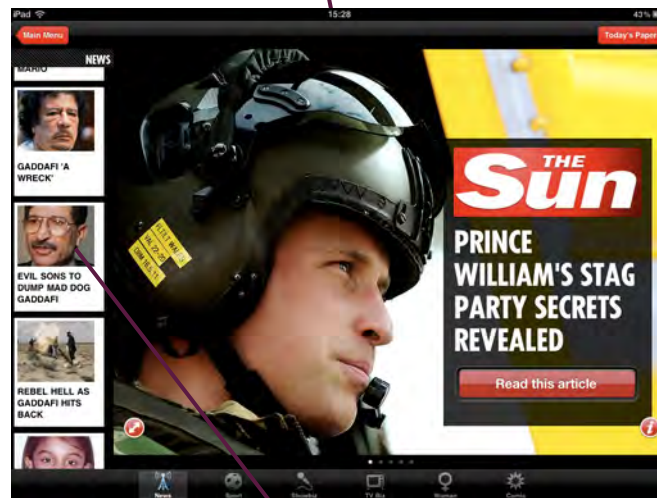 iPad
15:28
43%
Main Menu
Today's Paper
NEWS
MARIO
GADDAFI 'A
WRECK'
EVIL SONS TO
DUMP MAD DOG
GADDAFI
REBEL HELL AS
GADDAFI HITS
BACK
THE
Sun
PRINCE
WILLIAM'S STAG
PARTY SECRETS
REVEALED
Read this article
i
News
Sport
Showbiz
TV Biz
Woman